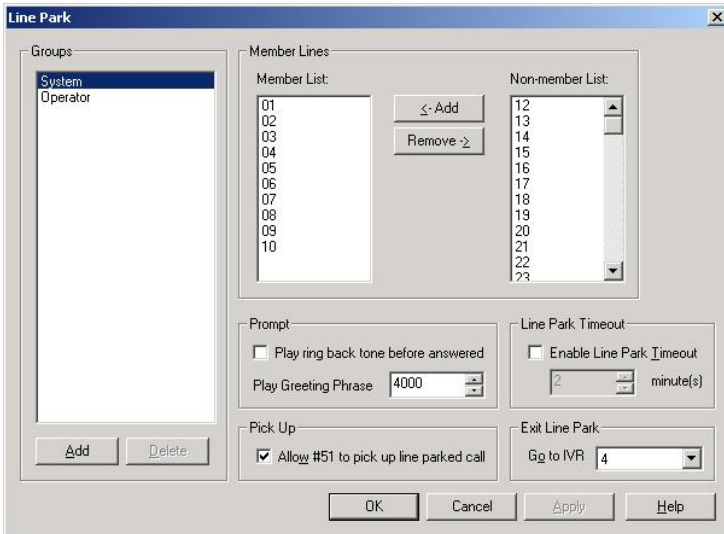 Line Park
Groups
System
Operator
Add
Delete
Member Lines
Member List:
01
02
03
04
05
06
07
08
09
10
<- Add
Remove ->
Non-member List:
12
13
14
15
16
17
18
19
20
21
22
23
Prompt
Play ring back tone before answered
Play Greeting Phrase 4000
Line Park Timeout
Enable Line Park Timeout
2 minute(s)
Pick Up
Allow #51 to pick up line parked call
Exit Line Park
Go to IVR 4
OK
Cancel
Apply
Help